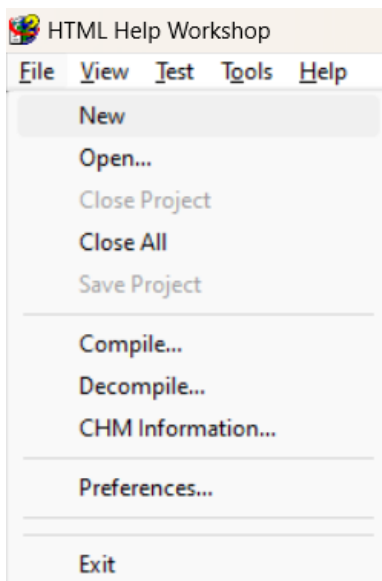 HTML Help Workshop
File View Test Tools Help
New
Open...
Close Project
Close All
Save Project
Compile...
Decompile...
CHM Information...
Preferences...
Exit